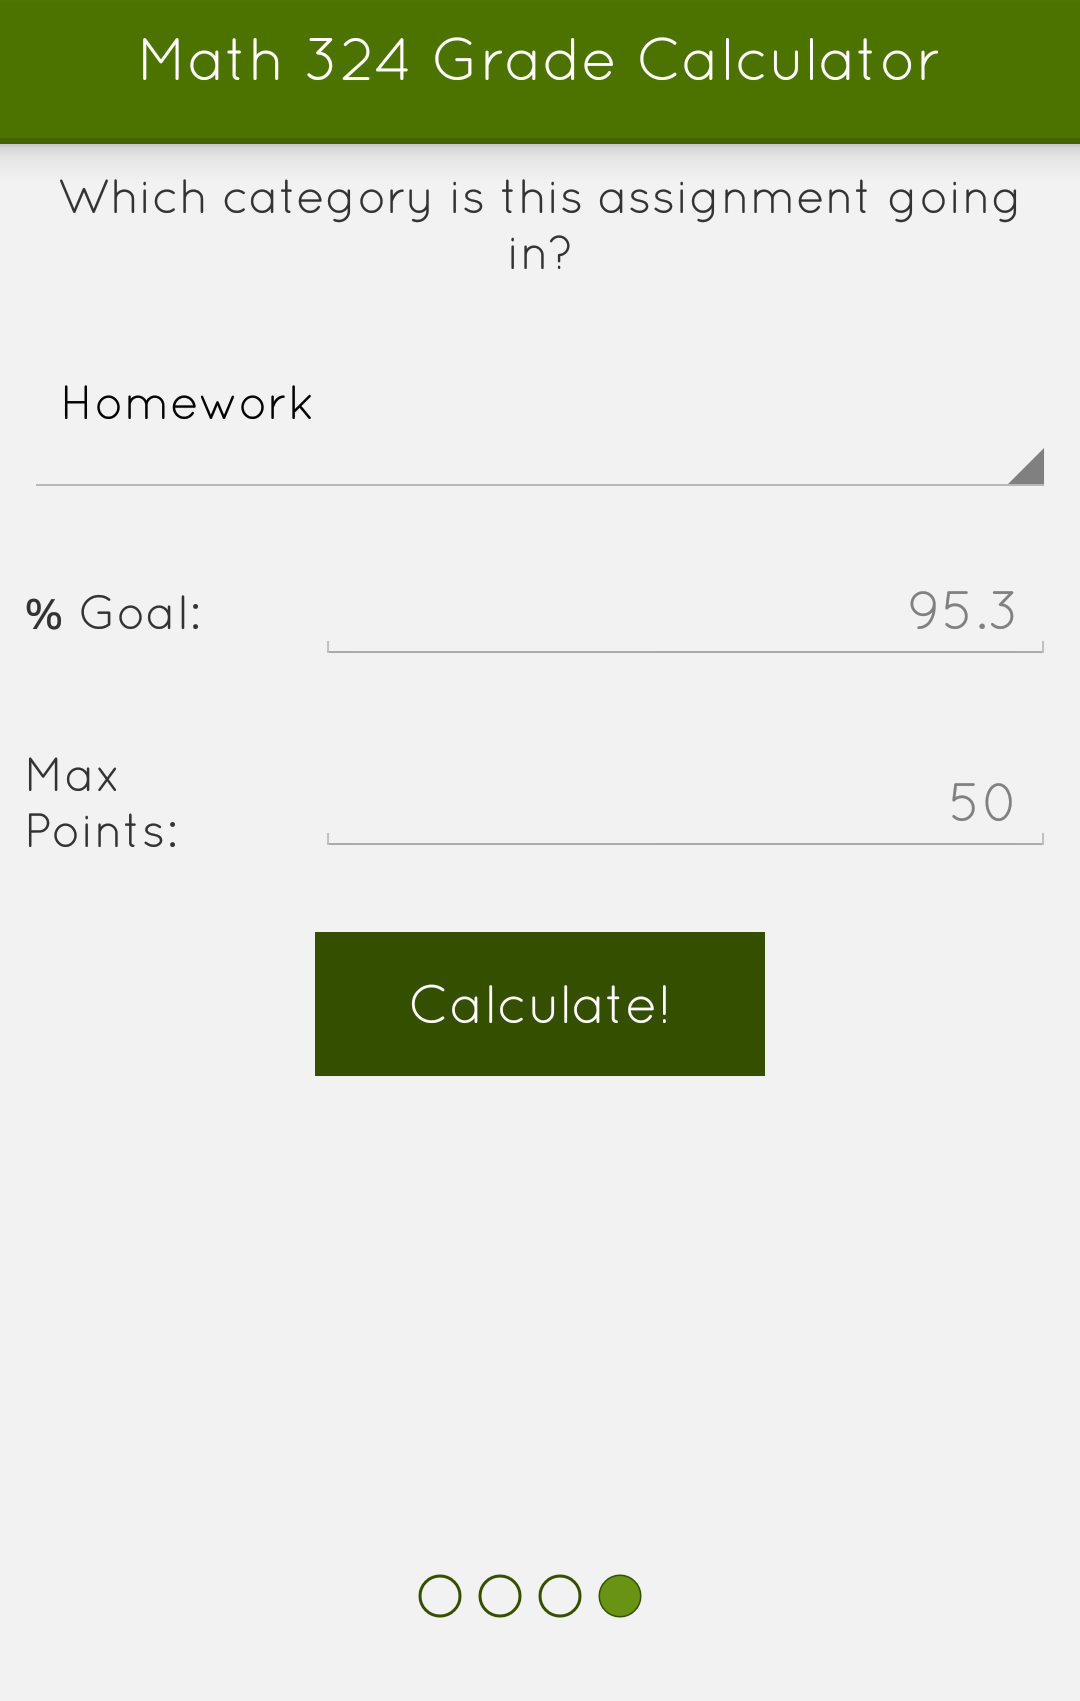 Math 324 Grade Calculator
Which category is this assignment going
in?
Homework
% Goal:
95.3
Max
Points:
50
Calculate!